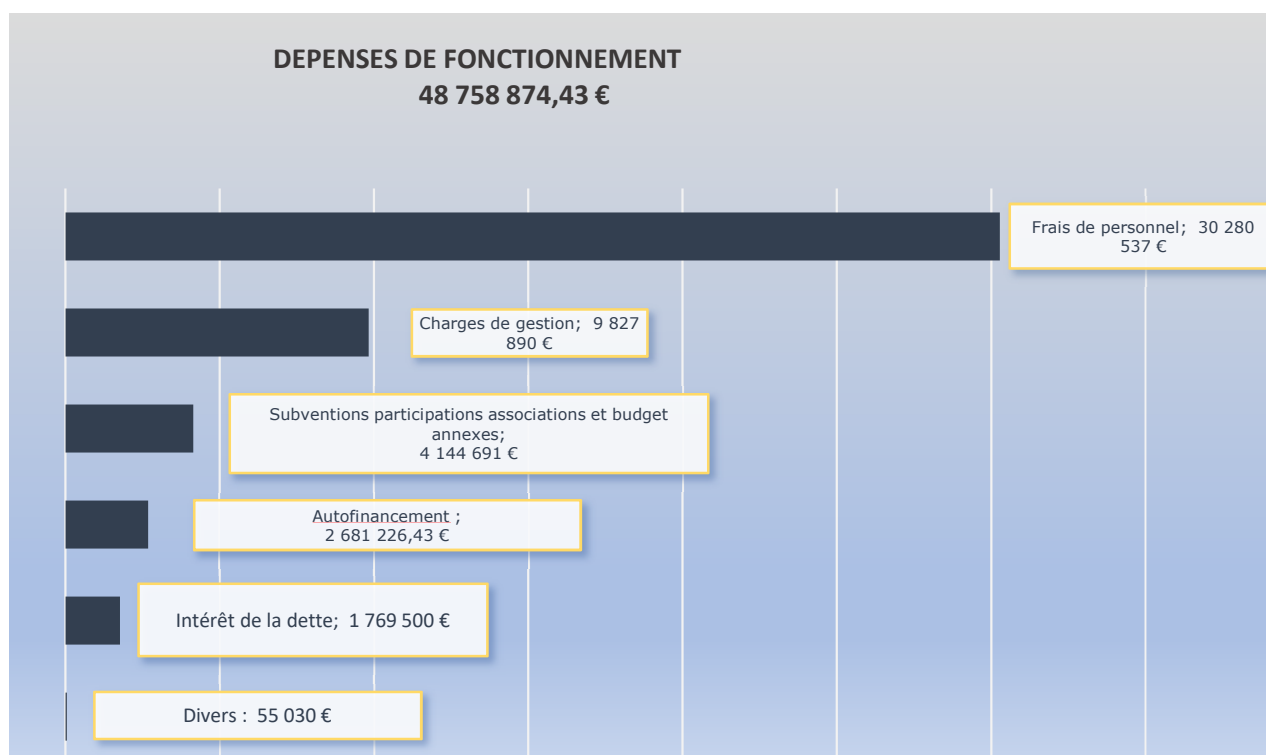 DEPENSES DE FONCTIONNEMENT
48 758 874,43 €
Frais de personnel; 30 280
537 €
Charges de gestion; 9 827
890 €
Subventions participations associations et budget
annexes;
4 144 691 €
Autofinancement ;
2 681 226,43 €
Intérêt de la dette; 1 769 500 €
Divers : 55 030 €